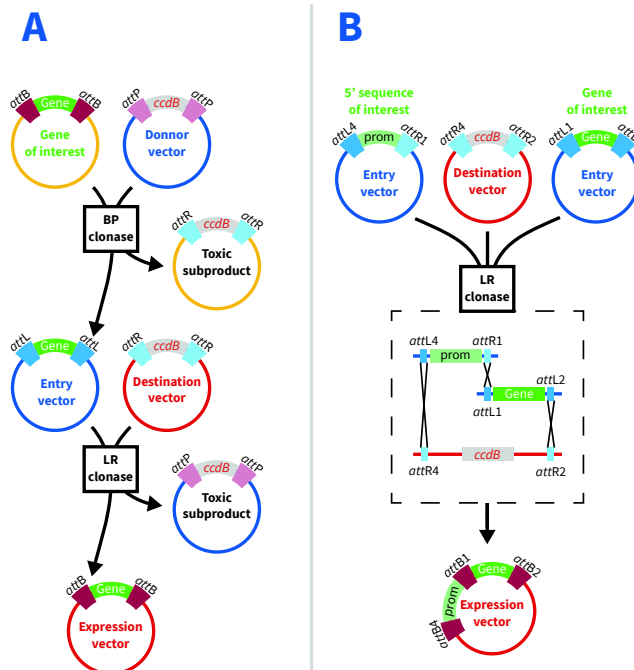 A
attB
Gene
attB
Gene
of interest
attP
ccdB
attP
Donnor
vector
BP
clonase
attR
ccdB
attR
Toxic
subproduct
attL
Gene
attL
Entry
vector
attR
ccdB
attR
Destination
vector
LR
clonase
attP
ccdB
attP
Toxic
subproduct
attB
Gene
attB
Expression
vector
B
5' sequence
of interest
attL4
prom
attR1
Entry
vector
attR4
ccdB
attR2
Destination
vector
Gene
of interest
attL1
Gene
Entry
vector
LR
clonase
attL4
attR1
prom
attL2
Gene
attL1
ccdB
attR4
attR2
attB1
Gene
attB2
prom
attB4
Expression
vector